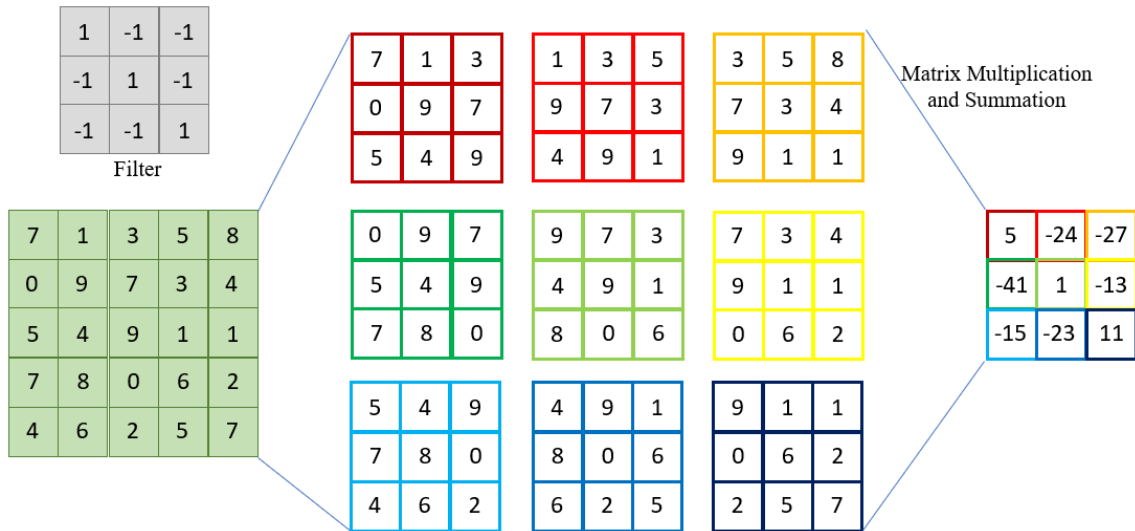 1 -1 -1
-1 1 -1
-1 -1 1
Filter
7 1 3 5 8
0 9 7 3 4
5 4 9 1 1
7 8 0 6 2
4 6 2 5 7
7 1 3
0 9 7
5 4 9
1 3 5
9 7 3
4 9 1
3 5 8
7 3 4
9 1 1
0 9 7
5 4 9
7 8 0
9 7 3
4 9 1
8 0 6
7 3 4
9 1 1
0 6 2
5 4 9
7 8 0
4 6 2
4 9 1
8 0 6
6 2 5
9 1 1
0 6 2
2 5 7
Matrix Multiplication
and Summation
5 -24 -27
-41 1 -13
-15 -23 11